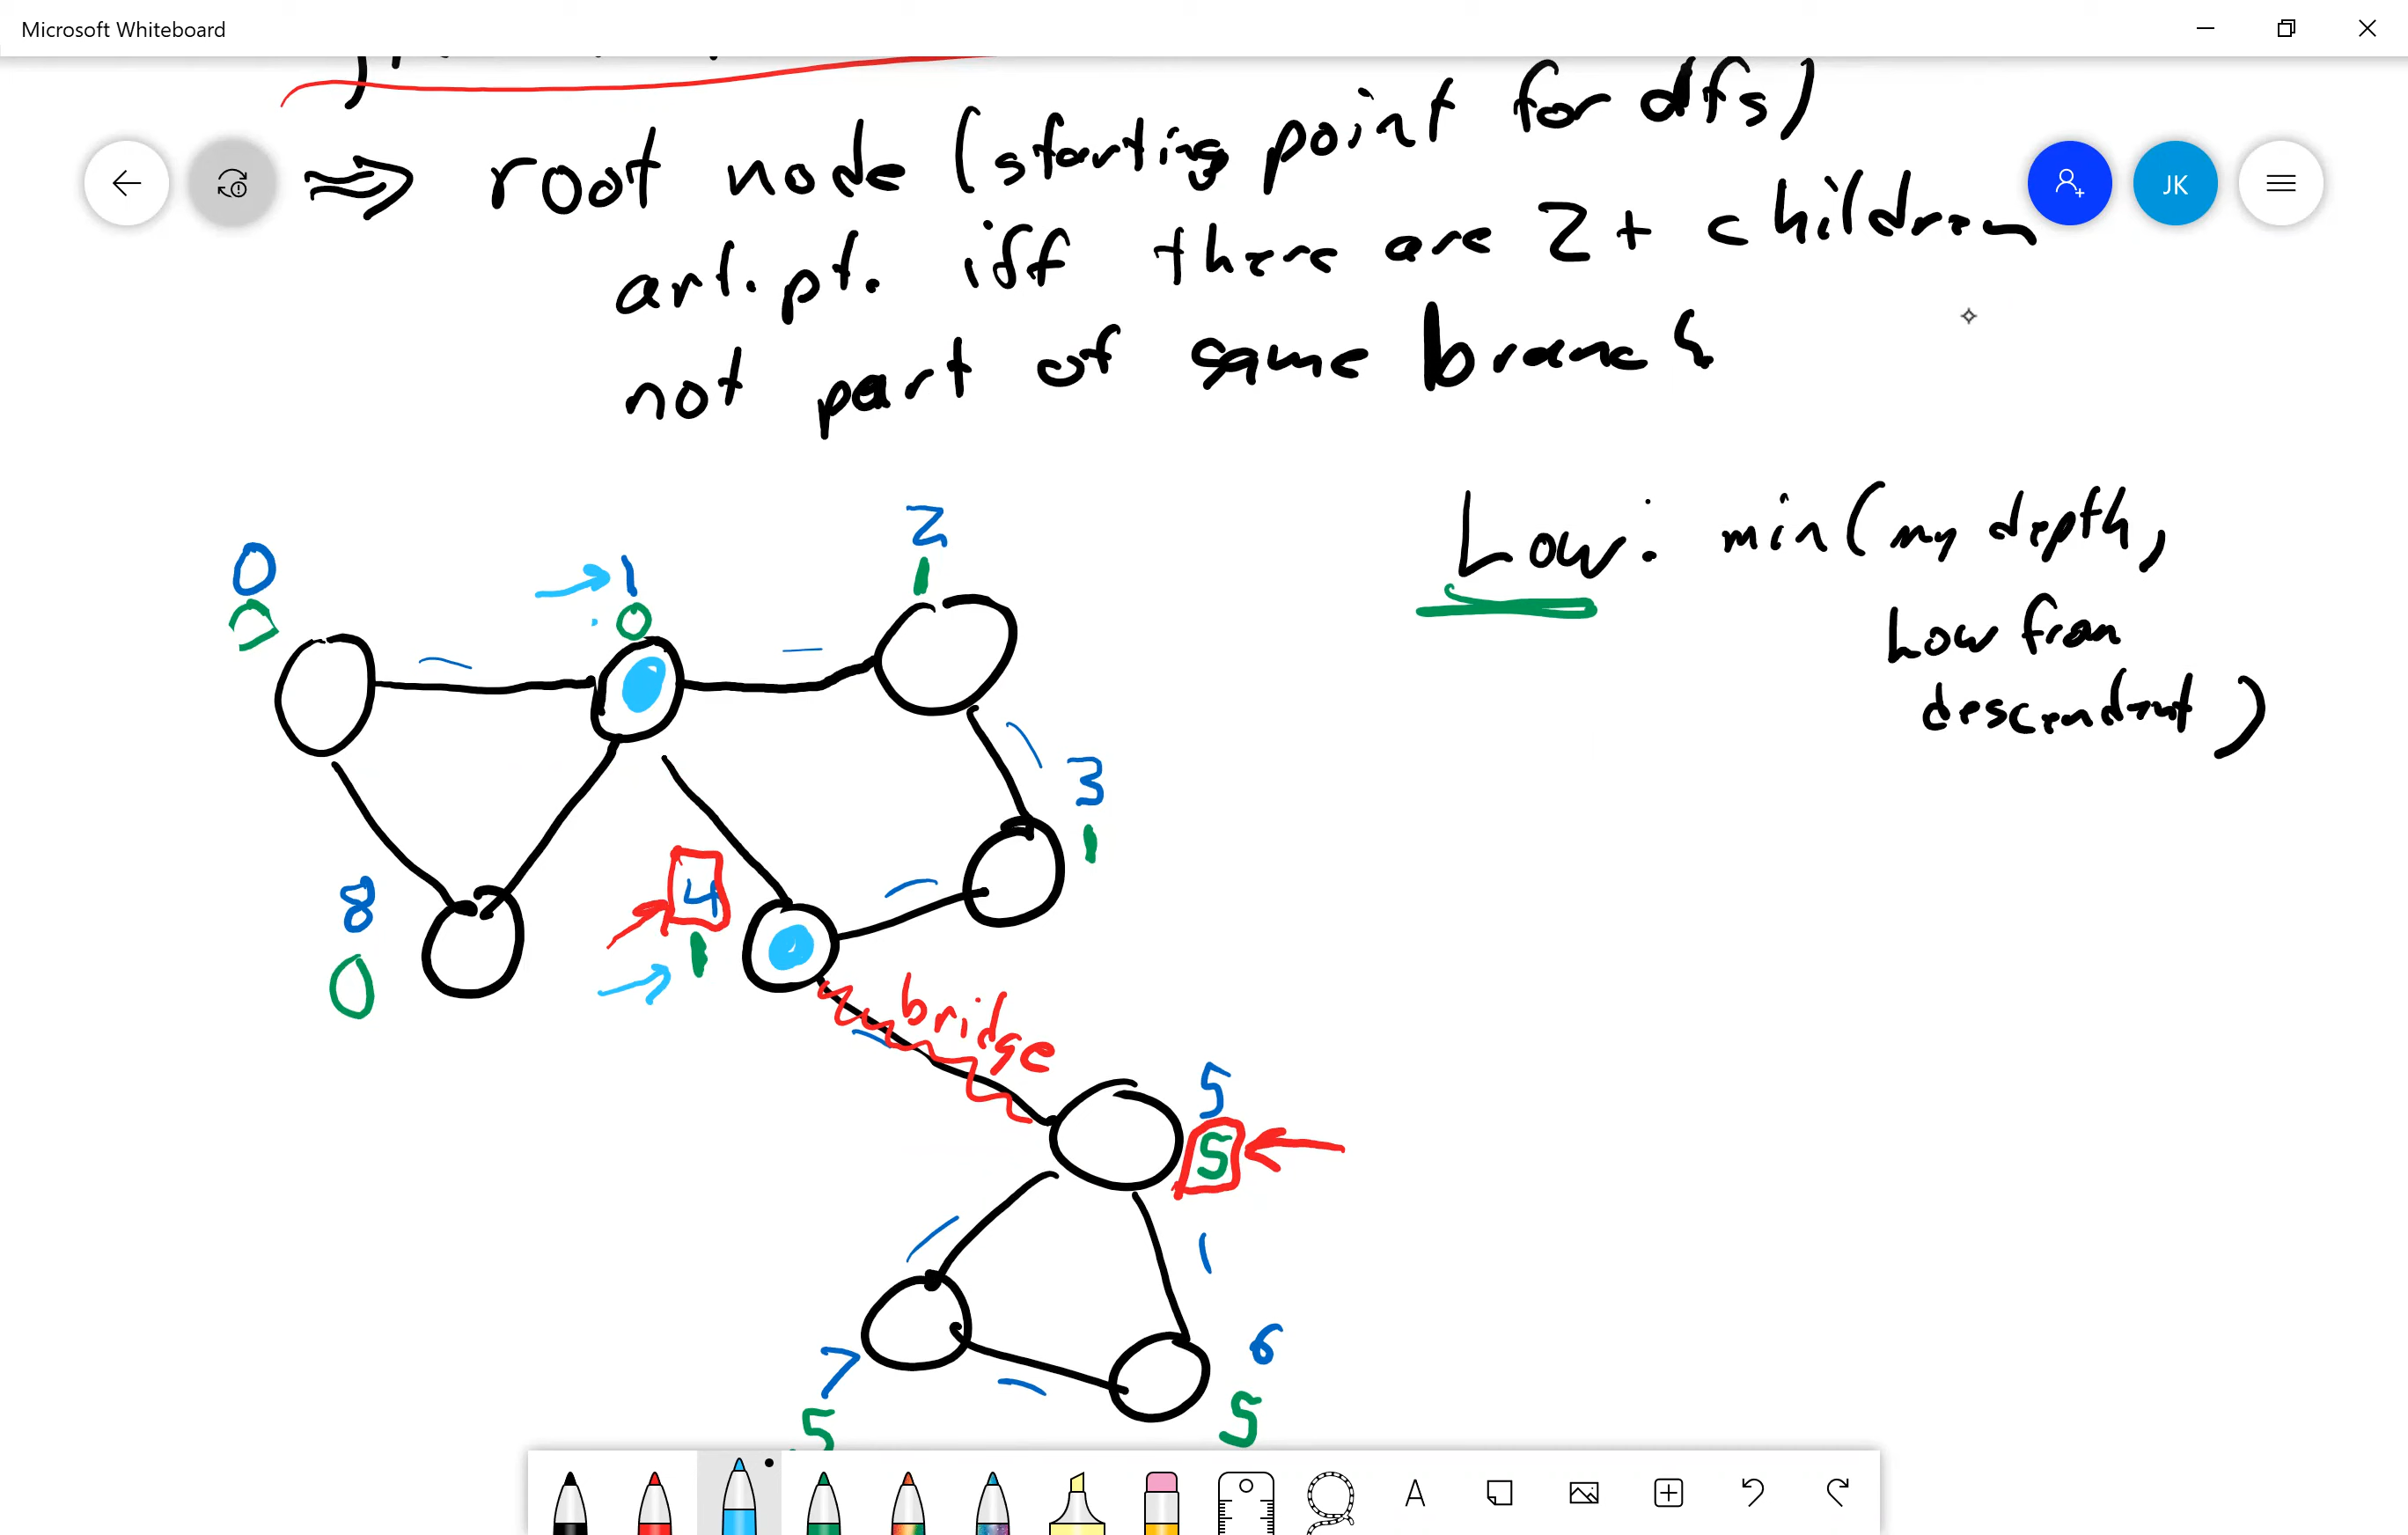 Microsoft Whiteboard
root node (starting point for dfs)
art. pt. iff there are 2+ children
not part of same branch
JK
Low: min(my depth,
Low from
descendent)
0
0
1
0
2
1
3
1
4
1
8
0
bridge
5
5
6
5
7
5
A